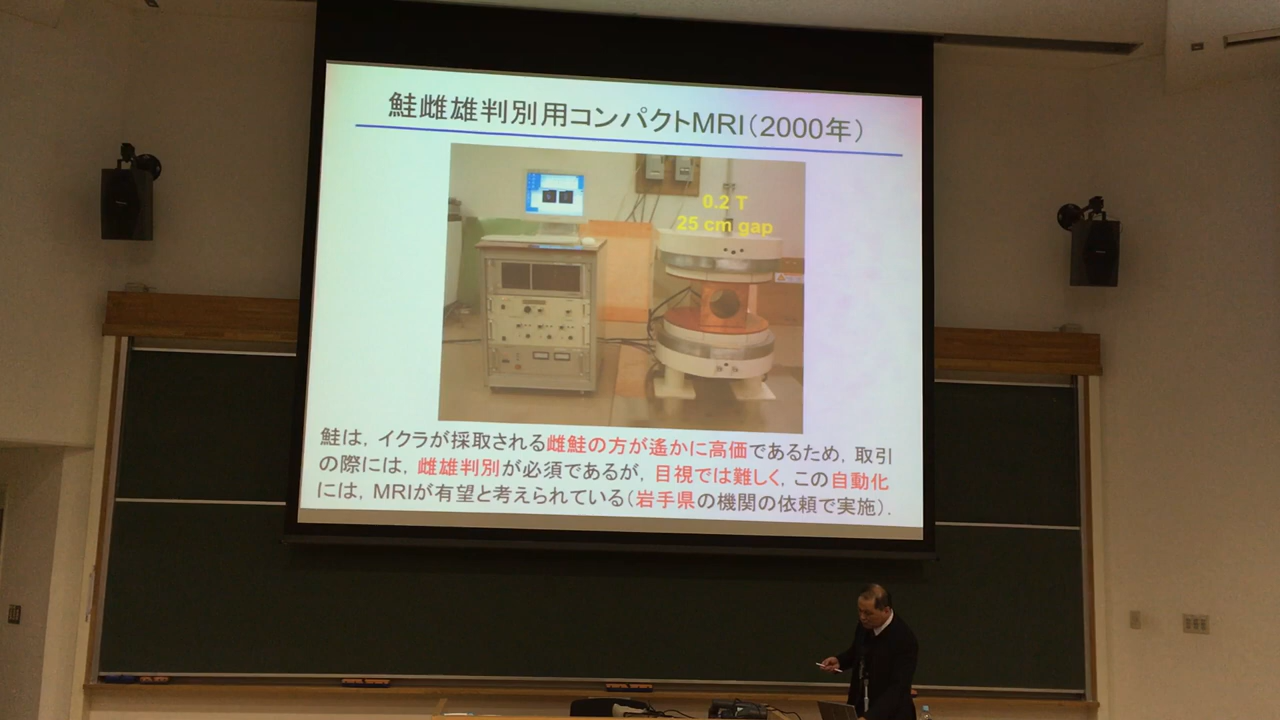 鮭雌雄判別用コンパクトMRI（2000年）
0.2 T
25 cm gap
鮭は，イクラが採取される雌鮭の方が遙かに高価であるため，取引
の際には，雌雄判別が必須であるが，目視では難しく，この自動化
には，MRIが有望と考えられている（岩手県の機関の依頼で実施）．